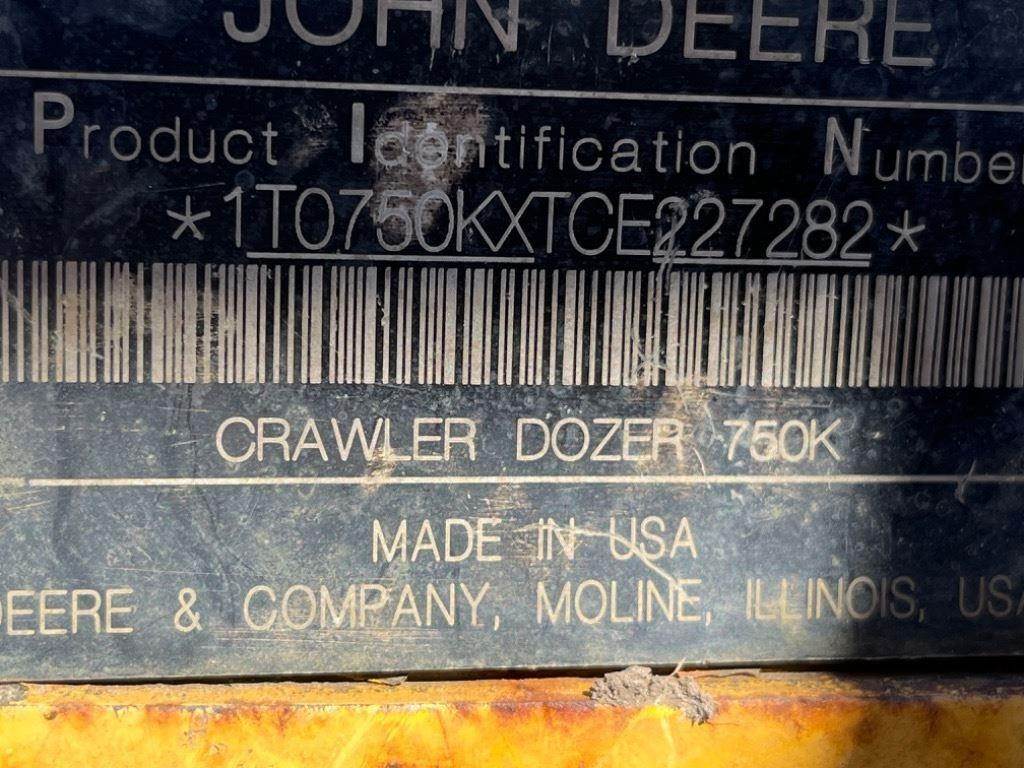 JOHN DEERE
Product Identification Number
*1T0750KXTCE227282*
CRAWLER DOZER 750K
MADE IN USA
DEERE & COMPANY, MOLINE, ILLINOIS, USA